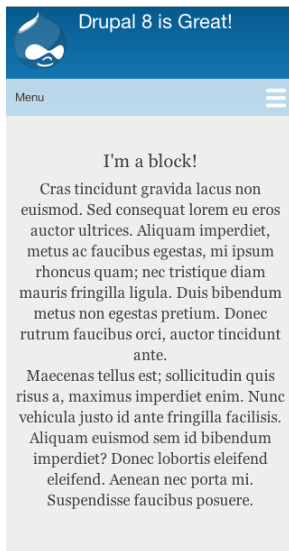 Drupal 8 is Great!
Menu
I'm a block!
Cras tincidunt gravida lacus non
euismod. Sed consequat lorem eu eros
auctor ultrices. Aliquam imperdiet,
metus ac faucibus egestas, mi ipsum
rhoncus quam; nec tristique diam
mauris fringilla ligula. Duis bibendum
metus non egestas pretium. Donec
rutrum faucibus orci, auctor tincidunt
ante.
Maecenas tellus est; sollicitudin quis
risus a, maximus imperdiet enim. Nunc
vehicula justo id ante fringilla facilisis.
Aliquam euismod sem id bibendum
imperdiet? Donec lobortis eleifend
eleifend. Aenean nec porta mi.
Suspendisse faucibus posuere.